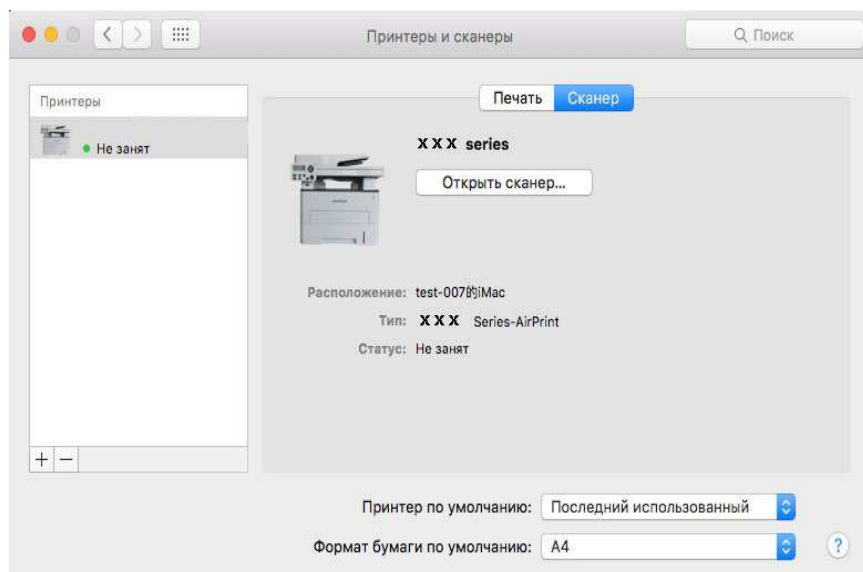 Принтеры и сканеры
Поиск
Принтеры
Не занят
Печать
Сканер
X X X series
Открыть сканер...
Расположение: test-007的iMac
Тип: X X X Series-AirPrint
Статус: Не занят
+ −
Принтер по умолчанию: Последний использованный
Формат бумаги по умолчанию: A4
?